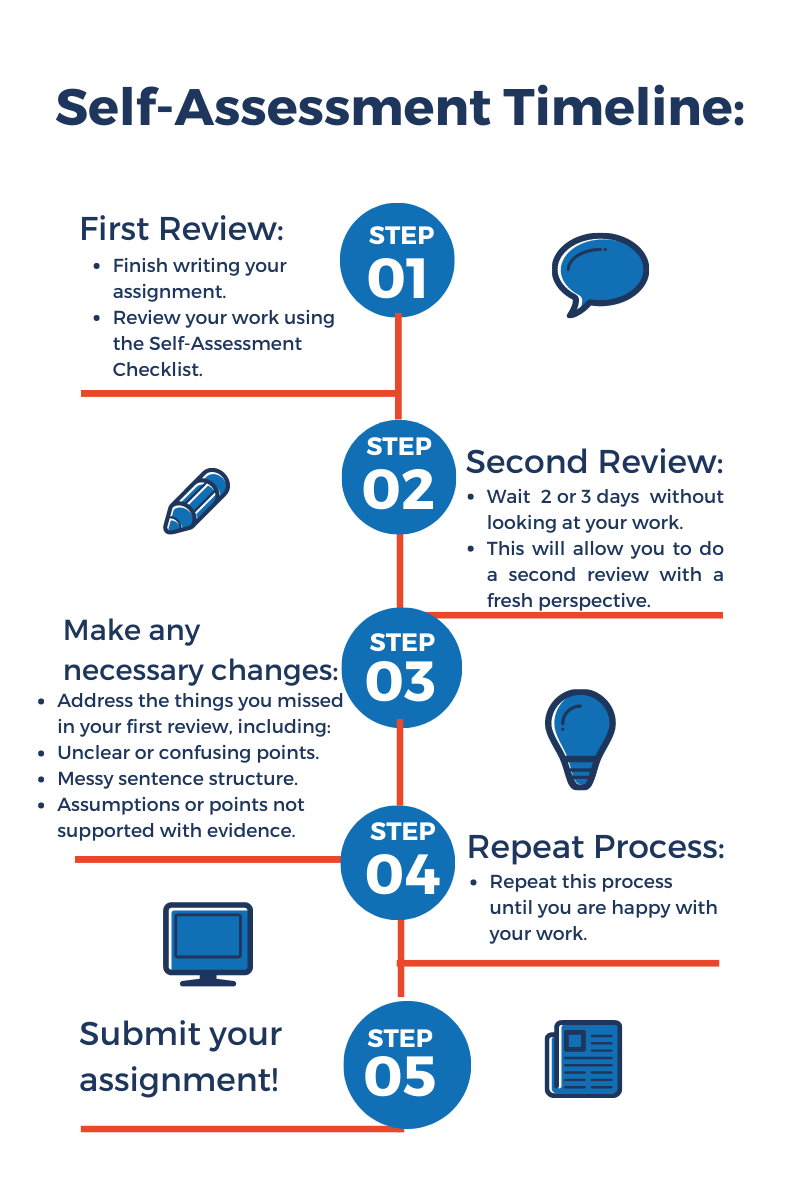 Self-Assessment Timeline:
First Review:
• Finish writing your
assignment.
• Review your work using
the Self-Assessment
Checklist.
STEP
01
STEP
02
Second Review:
• Wait 2 or 3 days without
looking at your work.
• This will allow you to do
a second review with a
fresh perspective.
Make any
necessary changes:
• Address the things you missed
in your first review, including:
• Unclear or confusing points.
• Messy sentence structure.
• Assumptions or points not
supported with evidence.
STEP
03
STEP
04
Repeat Process:
• Repeat this process
until you are happy with
your work.
Submit your
assignment!
STEP
05